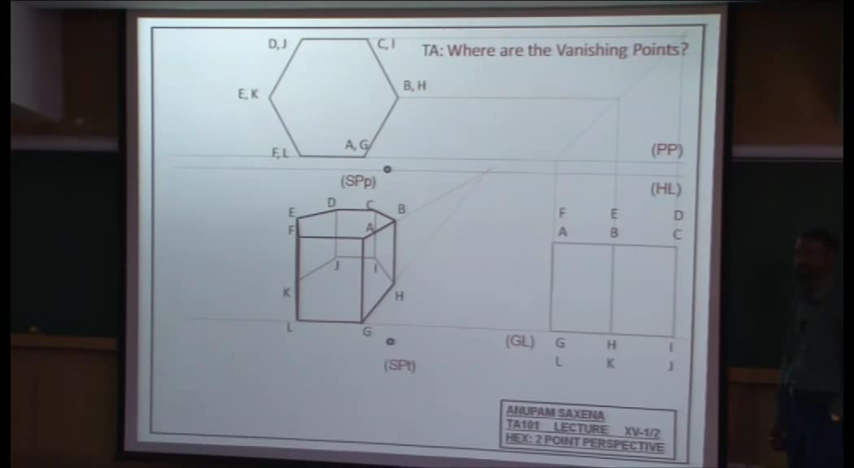 TA: Where are the Vanishing Points?
D, J
C, I
E, K
B, H
F, L
A, G
(PP)
(SPp)
(HL)
D
C
B
E
A
F
F
E
D
A
B
C
J
I
K
H
L
G
(GL)
G
H
I
L
K
J
(SPt)
ANUPAM SAXENA
TA101 LECTURE XV-1/2
HEX: 2 POINT PERSPECTIVE